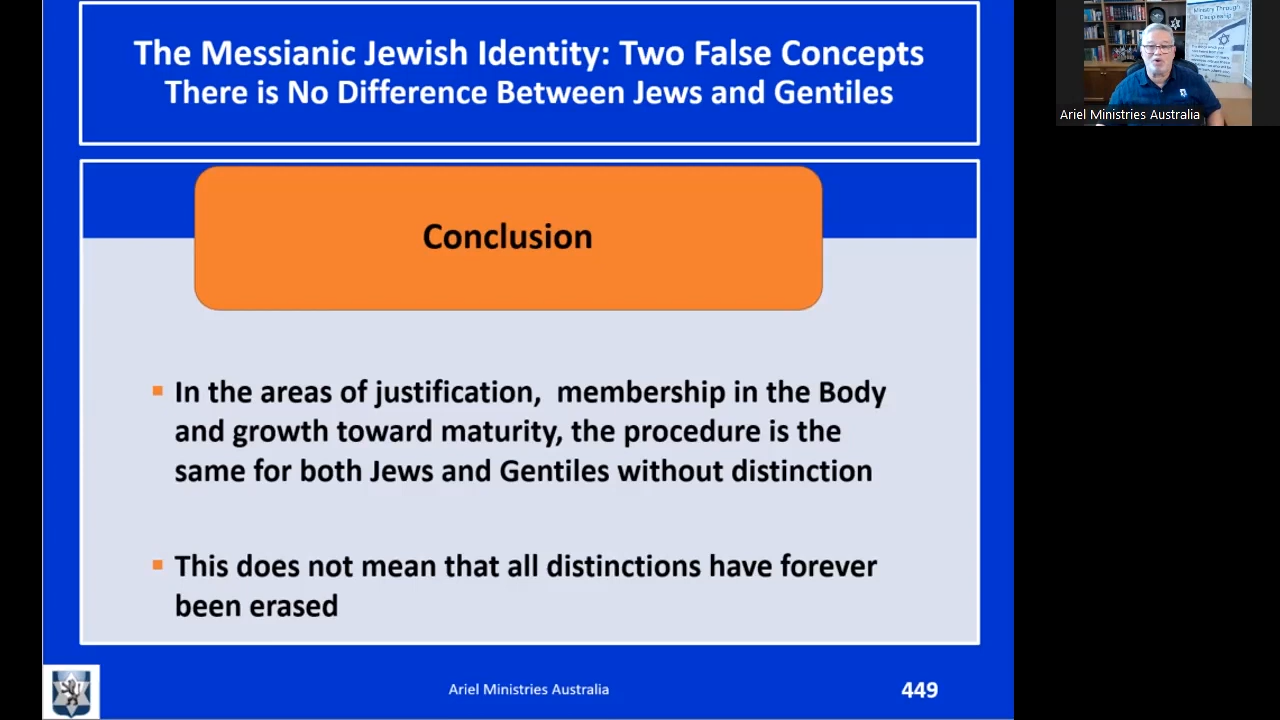 The Messianic Jewish Identity: Two False Concepts
There is No Difference Between Jews and Gentiles
Conclusion
In the areas of justification, membership in the Body
and growth toward maturity, the procedure is the
same for both Jews and Gentiles without distinction
This does not mean that all distinctions have forever
been erased
Ariel Ministries Australia
449
Ministry Through
Discipleship
Ariel Ministries Australia